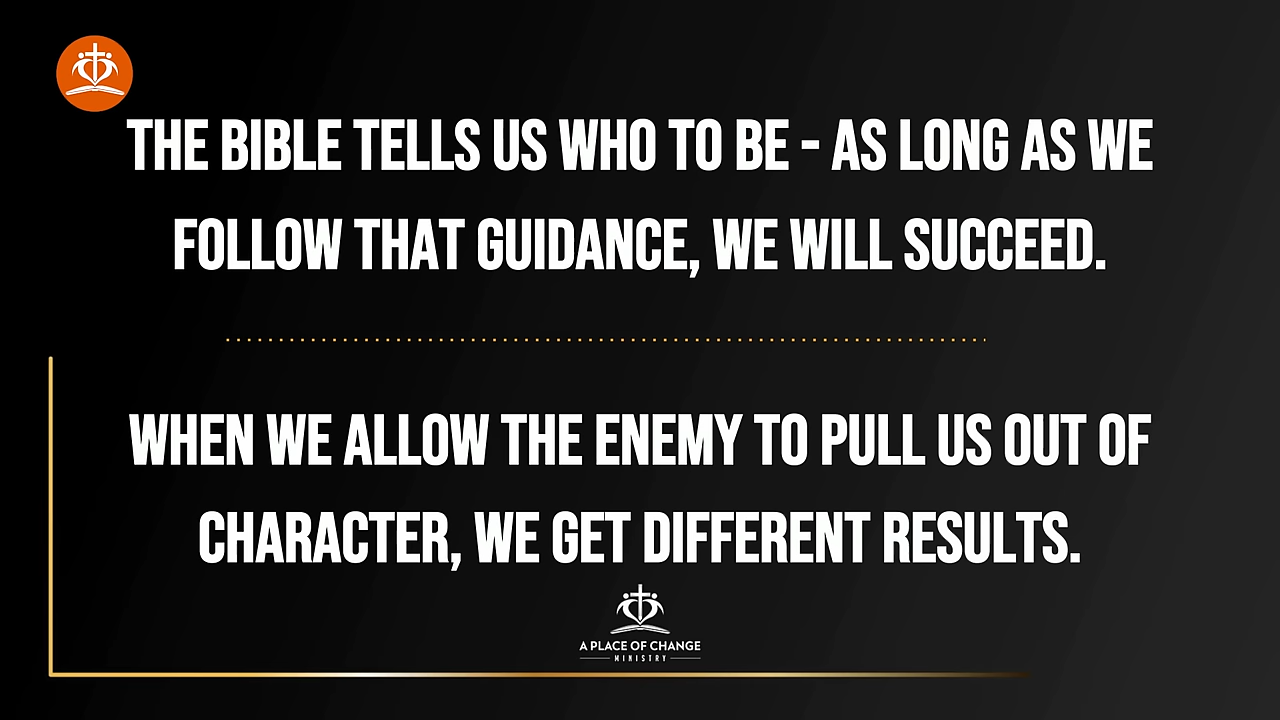 THE BIBLE TELLS US WHO TO BE - AS LONG AS WE
FOLLOW THAT GUIDANCE, WE WILL SUCCEED.
WHEN WE ALLOW THE ENEMY TO PULL US OUT OF
CHARACTER, WE GET DIFFERENT RESULTS.
A PLACE OF CHANGE
MINISTRY